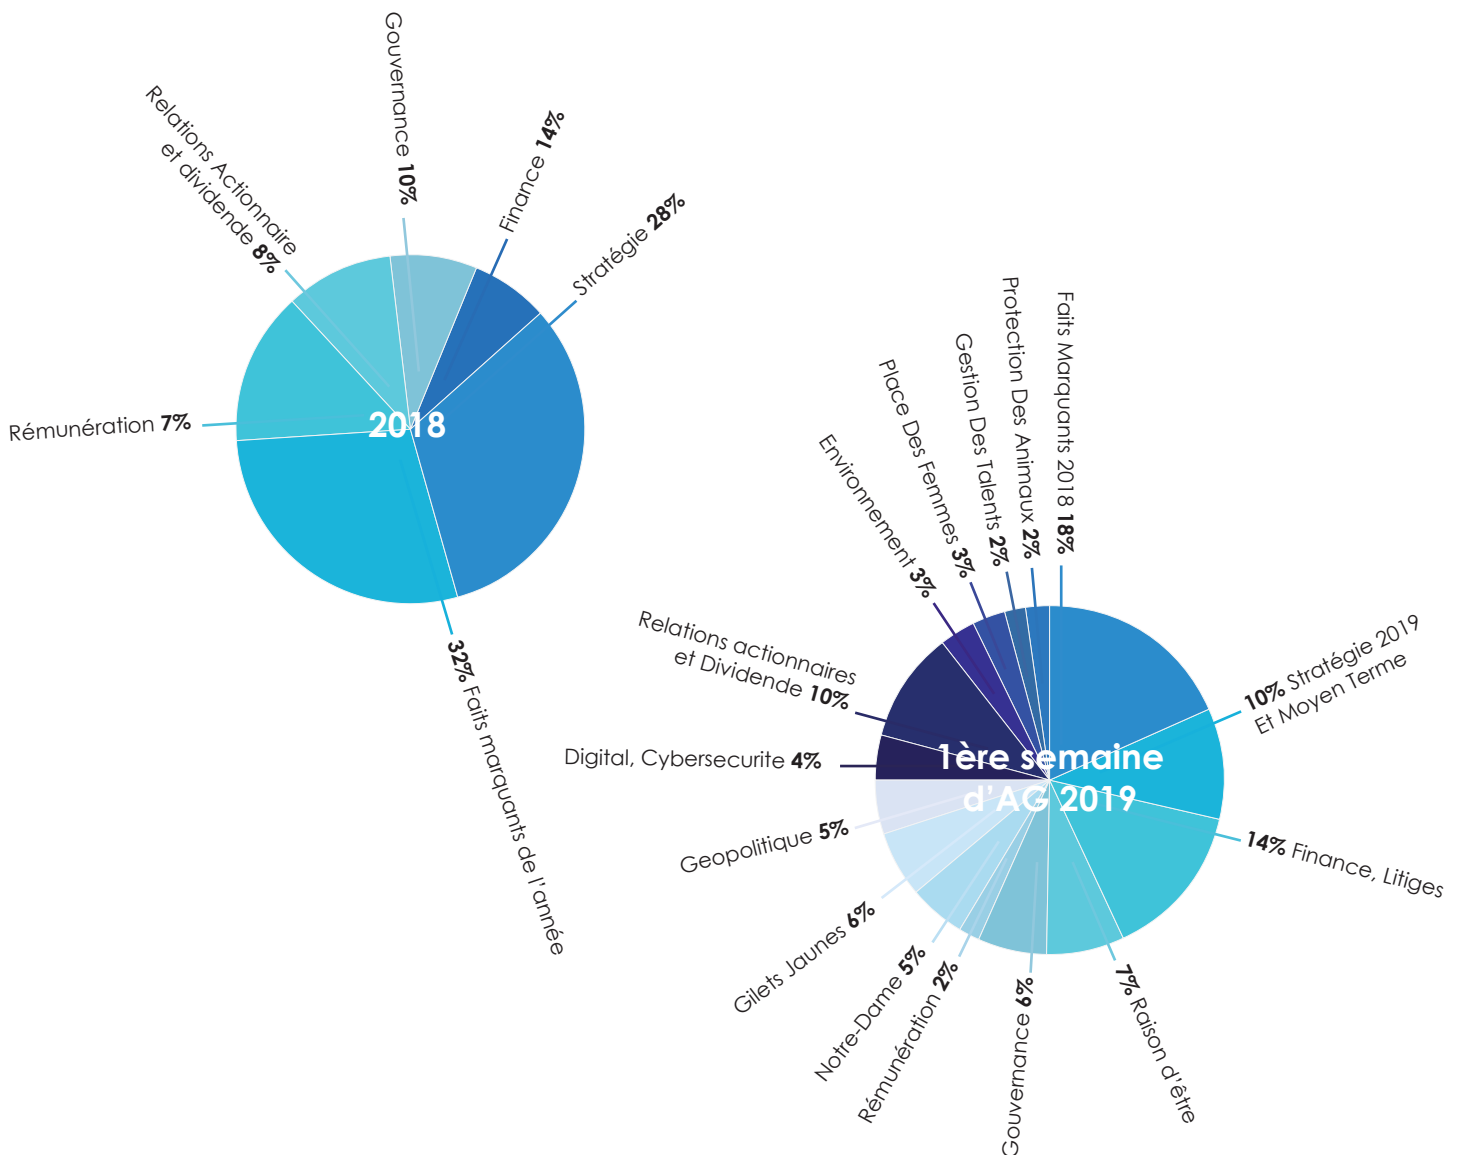 Gouvernance 10%
Finance 14%
Stratégie 28%
Relations Actionnaire
et dividende 8%
Rémunération 7%
2018
32% Faits marquants de l'année
Faits Marquants 2018 18%
Protection Des Animaux 2%
Gestion Des Talents 2%
Place Des Femmes 3%
Environnement 3%
Relations actionnaires
et Dividende 10%
Digital, Cybersecurite 4%
Geopolitique 5%
Gilets Jaunes 6%
Notre-Dame 5%
Rémunération 2%
Gouvernance 6%
7% Raison d'être
14% Finance, Litiges
10% Stratégie 2019
Et Moyen Terme
1ère semaine
d'AG 2019